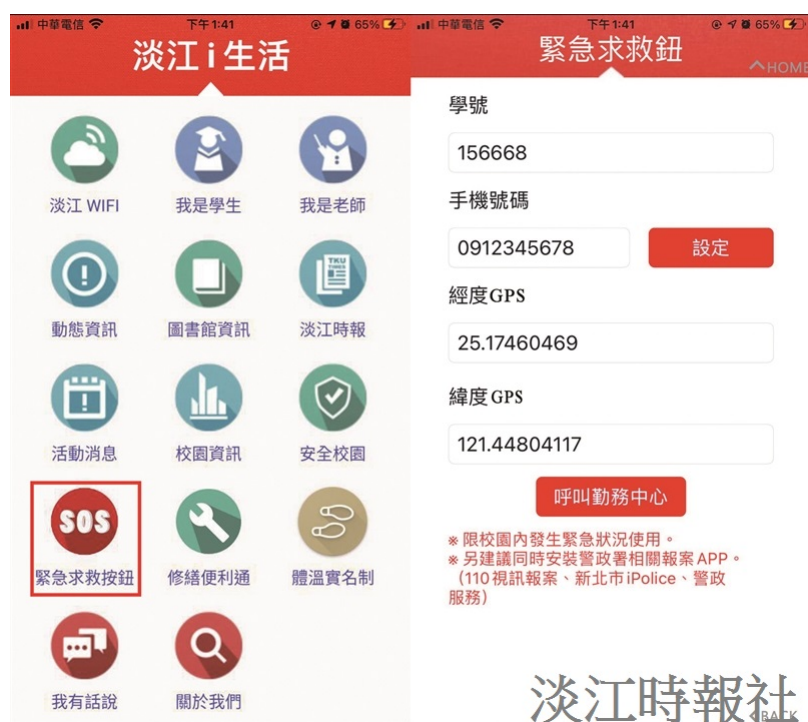 中華電信 下午1:41 65%
淡江i生活
淡江 WIFI 我是學生 我是老師
TKU TIMES
動態資訊 圖書館資訊 淡江時報
活動消息 校園資訊 安全校園
SOS
緊急求救按鈕 修繕便利通 體溫實名制
我有話說 關於我們
中華電信 下午1:41 65%
緊急求救鈕
HOME
學號
156668
手機號碼
0912345678 設定
經度GPS
25.17460469
緯度GPS
121.44804117
呼叫勤務中心
※ 限校園內發生緊急狀況使用。
※ 另建議同時安裝警政署相關報案APP。
(110視訊報案、新北市iPolice、警政
服務)
淡江時報社
BACK